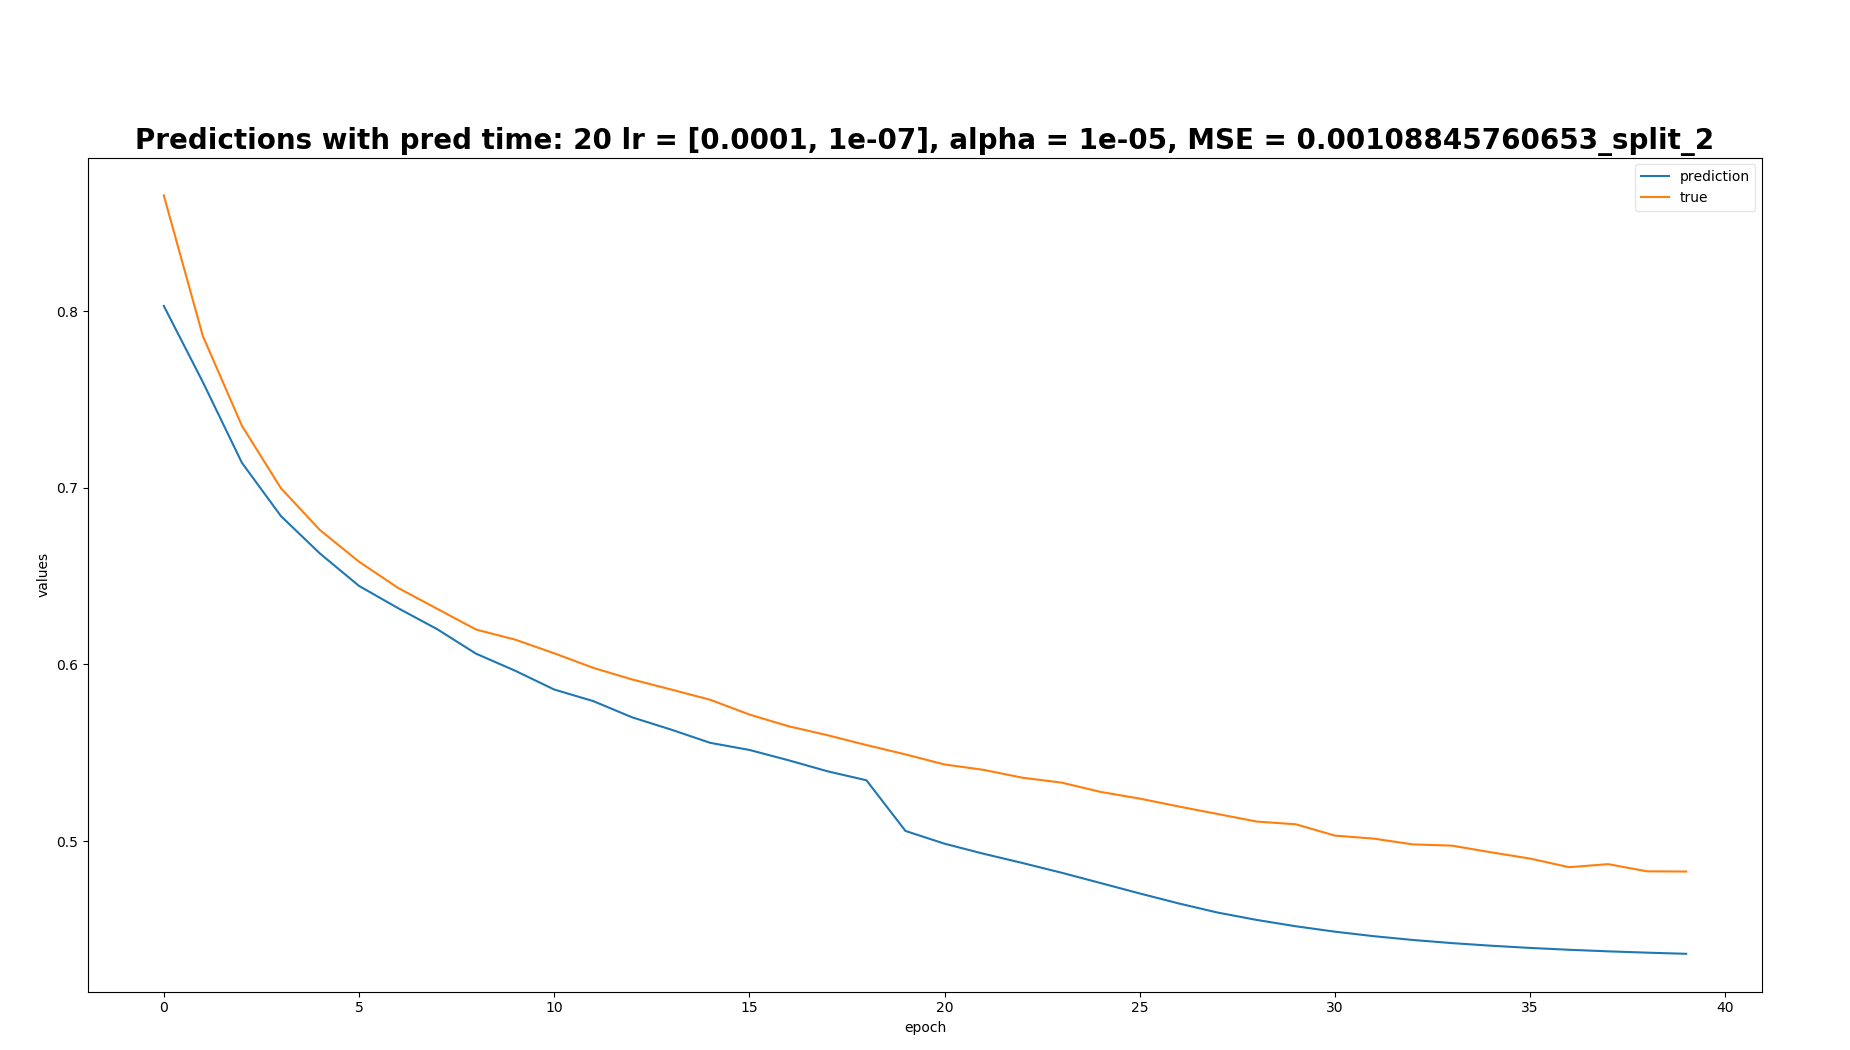 Predictions with pred time: 20 lr = [0.0001, 1e-07], alpha = 1e-05, MSE = 0.00108845760653_split_2
prediction
true
0.8
0.7
0.6
0.5
values
0 5 10 15 20 25 30 35 40
epoch